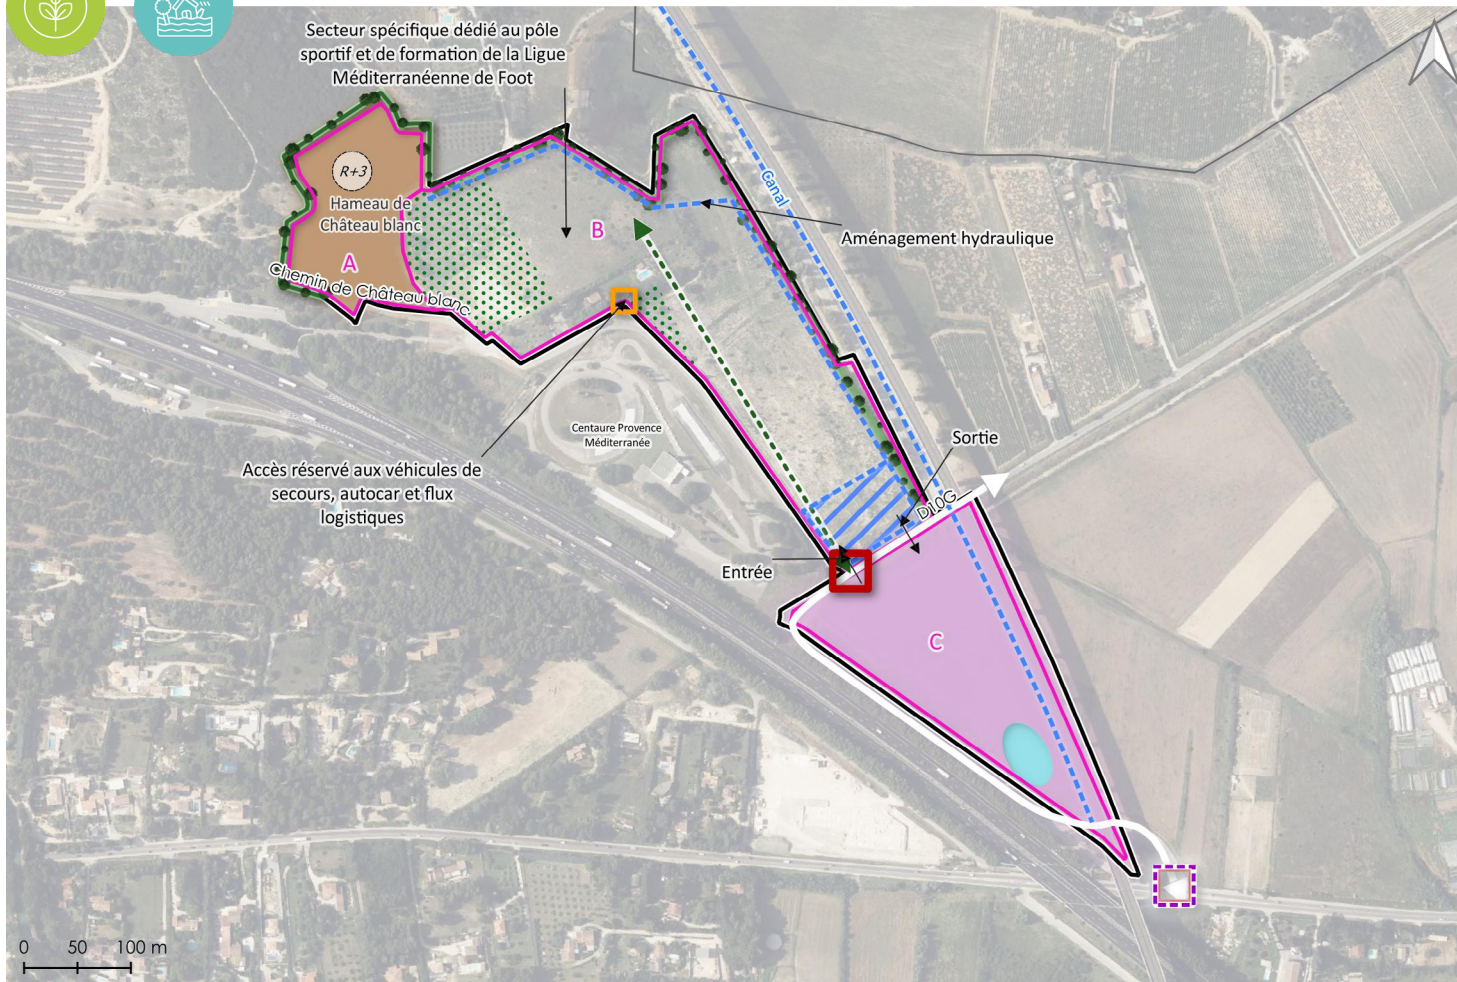 Secteur spécifique dédié au pôle
sportif et de formation de la Ligue
Méditerranéenne de Foot
R+3
Hameau de
Château blanc
A
Chemin de Château blanc
B
Canal
Aménagement hydraulique
Centaure Provence
Méditerranée
Accès réservé aux véhicules de
secours, autocar et flux
logistiques
Sortie
D10G
Entrée
C
0 50 100 m